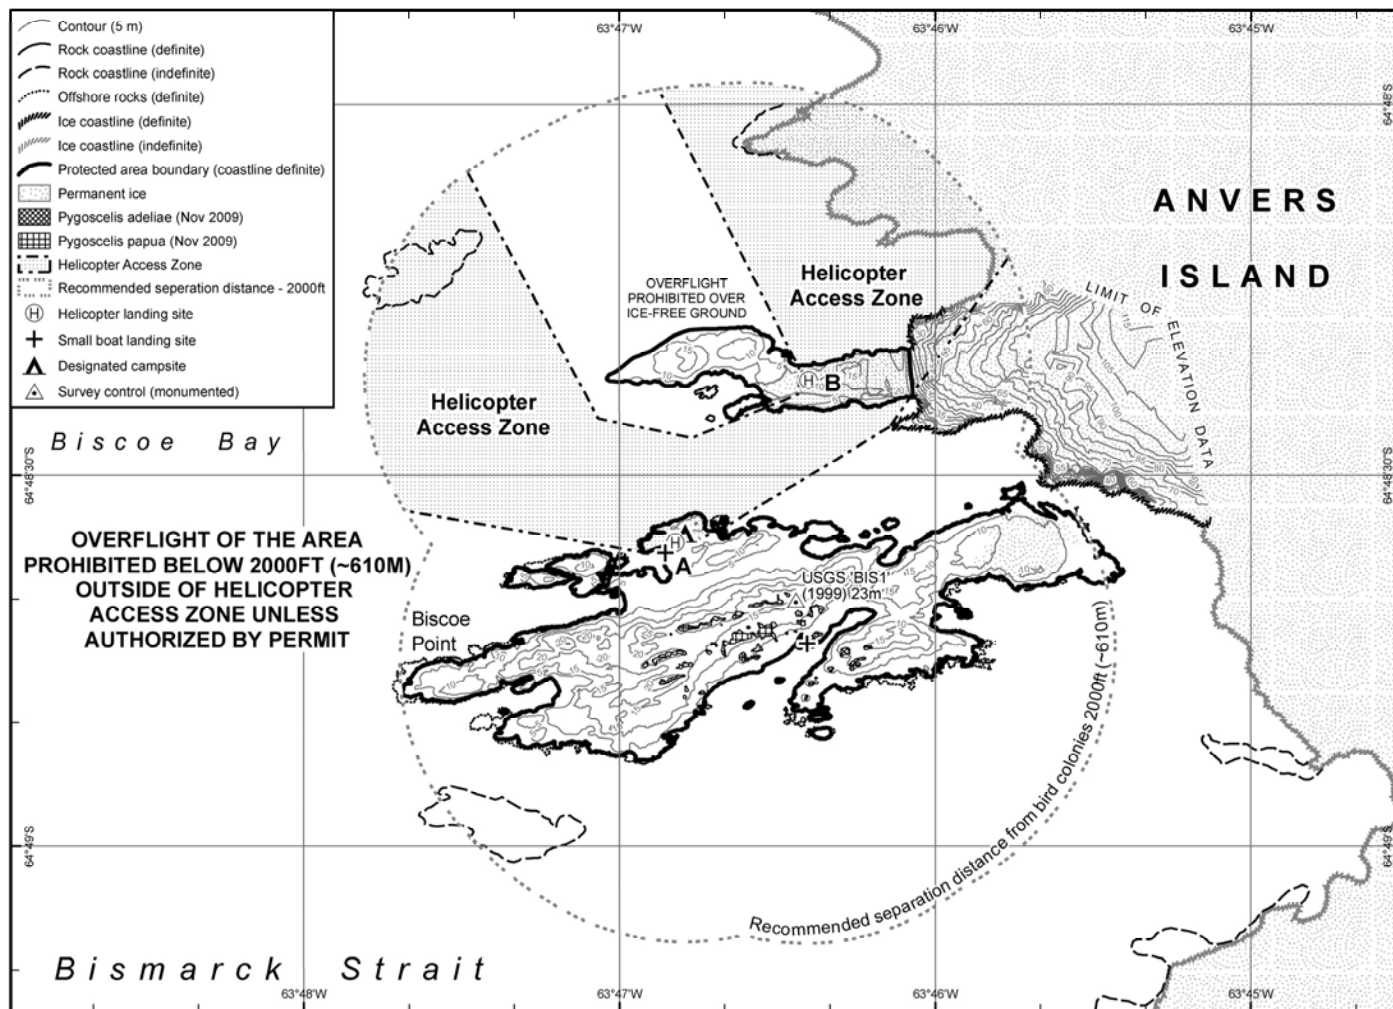 63°47'W
63°46'W
63°45'W
Contour (5 m)
Rock coastline (definite)
Rock coastline (indefinite)
Offshore rocks (definite)
Ice coastline (definite)
Ice coastline (indefinite)
Protected area boundary (coastline definite)
Permanent ice
Pygoscelis adeliae (Nov 2009)
Pygoscelis papua (Nov 2009)
Helicopter Access Zone
Recommended seperation distance - 2000ft
H Helicopter landing site
Small boat landing site
Designated campsite
Survey control (monumented)
64°48'S
ANVERS
ISLAND
Helicopter
Access Zone
OVERFLIGHT
PROHIBITED OVER
ICE-FREE GROUND
LIMIT OF ELEVATION DATA
H B
Helicopter
Access Zone
Biscoe Bay
64°48'30S
64°48'30S
OVERFLIGHT OF THE AREA
PROHIBITED BELOW 2000FT (~610M)
OUTSIDE OF HELICOPTER
ACCESS ZONE UNLESS
AUTHORIZED BY PERMIT
H
A
USGS 'BIS1'
(1999) 23m
Biscoe
Point
Recommended separation distance from bird colonies 2000ft (~610m)
64°49'S
64°49'S
Bismarck Strait
63°48'W
63°47'W
63°46'W
63°45'W